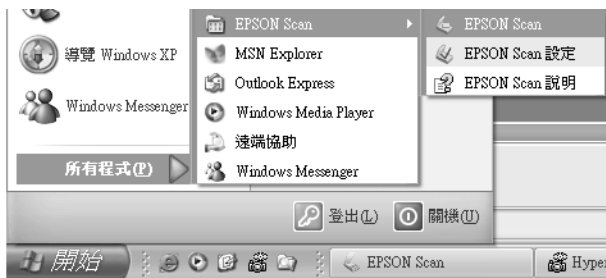 導覽 Windows XP
Windows Messenger
所有程式(P)
EPSON Scan
MSN Explorer
Outlook Express
Windows Media Player
遠端協助
Windows Messenger
EPSON Scan
EPSON Scan 設定
EPSON Scan 說明
登出(L)
關機(U)
開始
EPSON Scan
Hyper